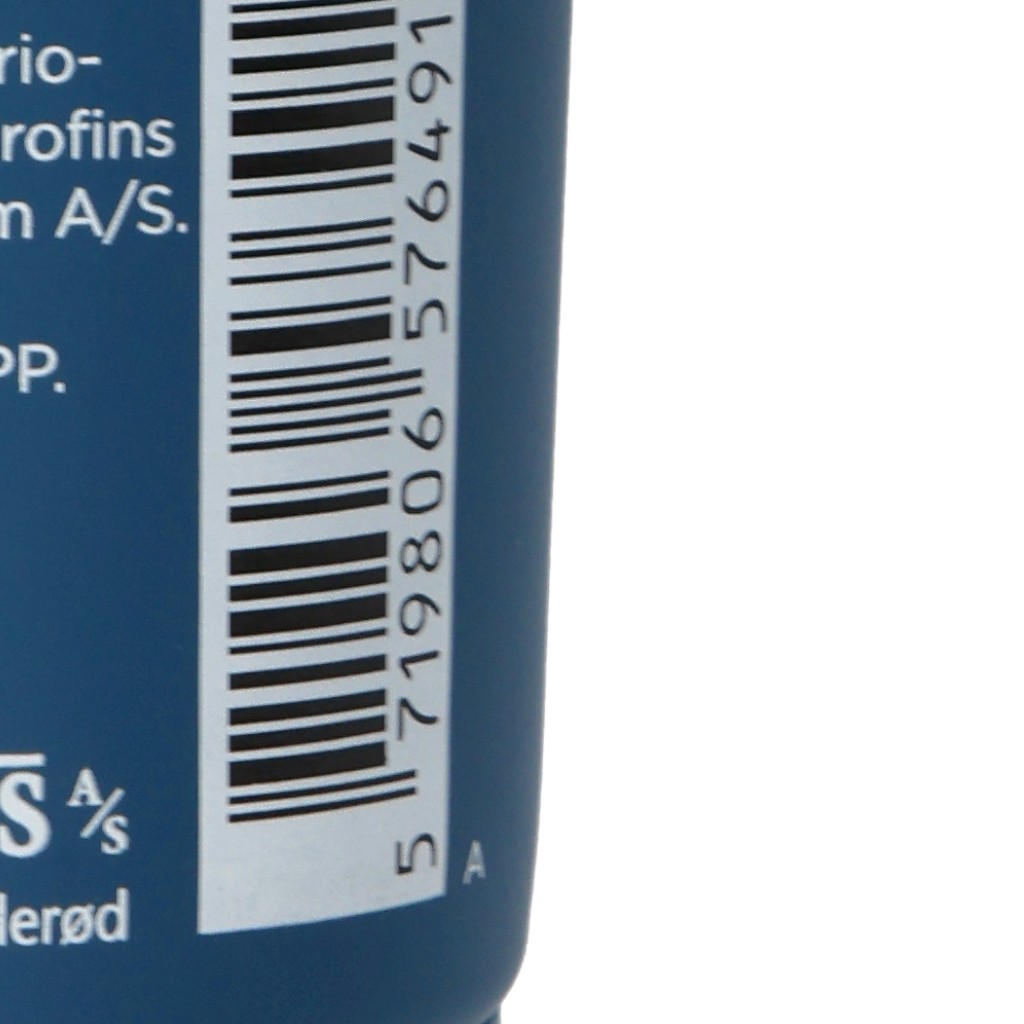 rio-
rofins
m A/S.
PP.
S A/S
lerød
5 719806 576491
A